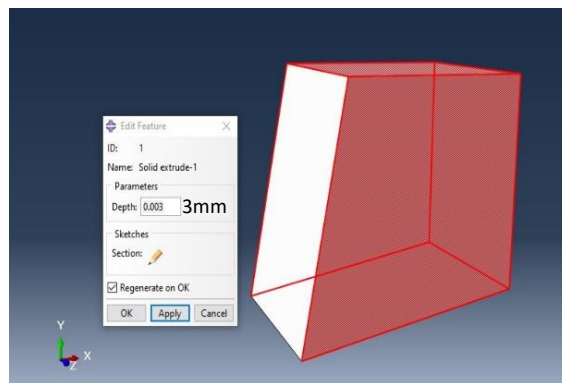 Edit Feature
ID: 1
Name: Solid extrude-1
Parameters
Depth: 0.003 3mm
Sketches
Section:
Regenerate on OK
OK Apply Cancel
Y
X
Z